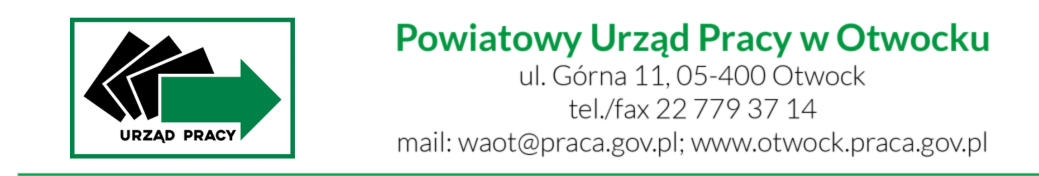 URZĄD PRACY
Powiatowy Urząd Pracy w Otwocku
ul. Górna 11, 05-400 Otwock
tel./fax 22 779 37 14
mail: waot@praca.gov.pl; www.otwock.praca.gov.pl